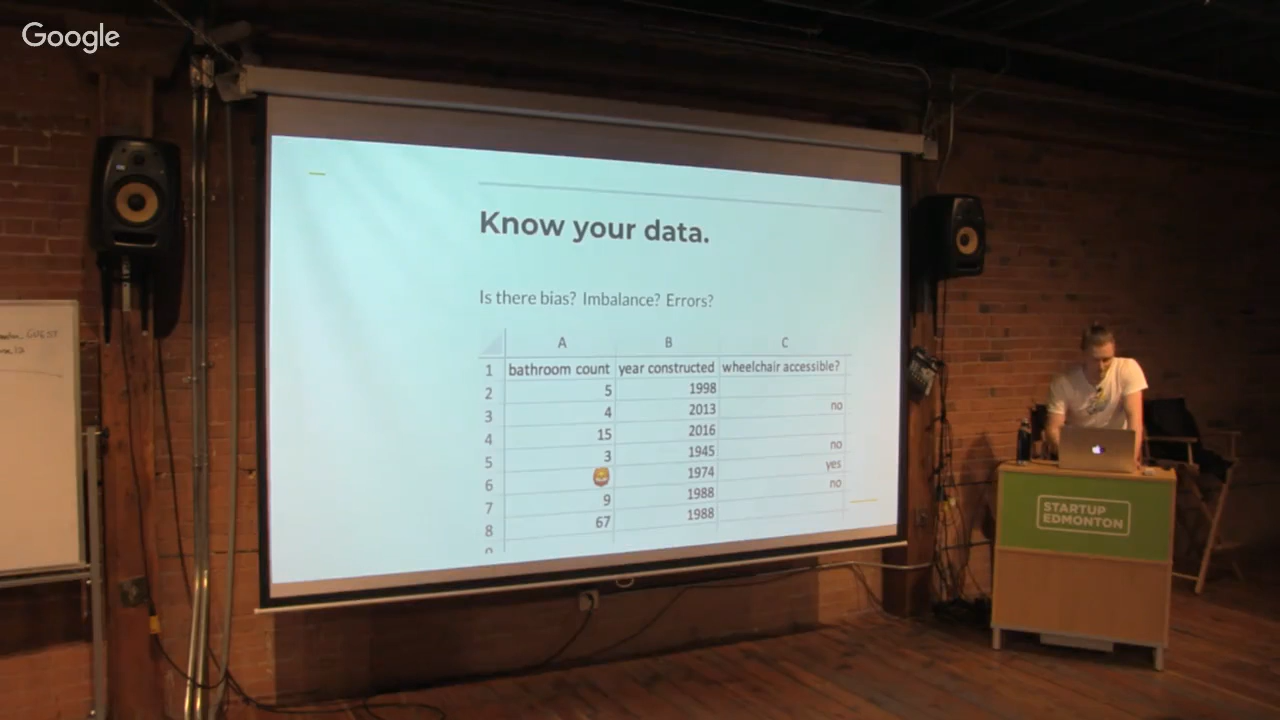 Google
Know your data.
Is there bias? Imbalance? Errors?
A B C
1 bathroom count year constructed wheelchair accessible?
2 5 1998
3 4 2013 no
4 15 2016
5 3 1945 no
6 1974 yes
7 9 1988 no
8 67 1988
STARTUP
EDMONTON